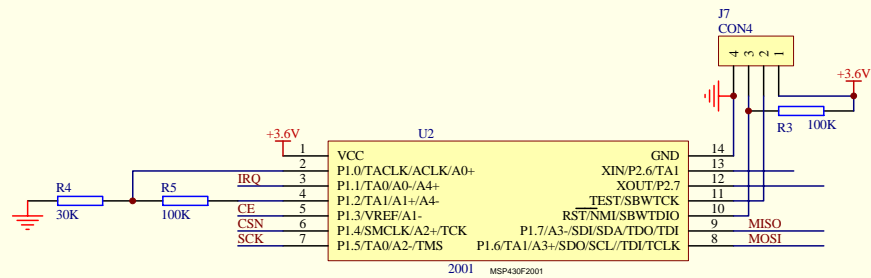 J7
CON4
4 3 2 1
+3.6V
R3 100K
+3.6V
U2
1 VCC GND 14
2 P1.0/TACLK/ACLK/A0+ XIN/P2.6/TA1 13
IRQ 3 P1.1/TA0/A0-/A4+ XOUT/P2.7 12
R4 R5 4 P1.2/TA1/A1+/A4- TEST/SBWTCK 11
30K 100K
CE 5 P1.3/VREF/A1- RST/NMI/SBWTDIO 10
CSN 6 P1.4/SMCLK/A2+/TCK P1.7/A3-/SDI/SDA/TDO/TDI 9 MISO
SCK 7 P1.5/TA0/A2-/TMS P1.6/TA1/A3+/SDO/SCL//TDI/TCLK 8 MOSI
2001 MSP430F2001